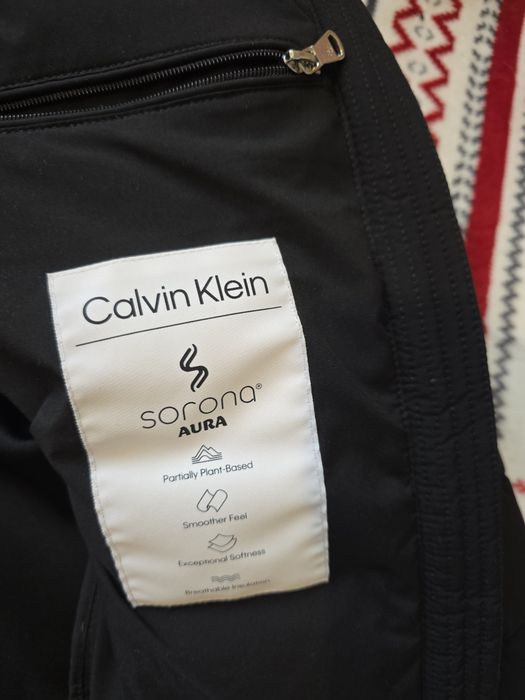 Calvin Klein
sorona®
AURA
Partially Plant-Based
Smoother Feel
Exceptional Softness
Breathable Insulation